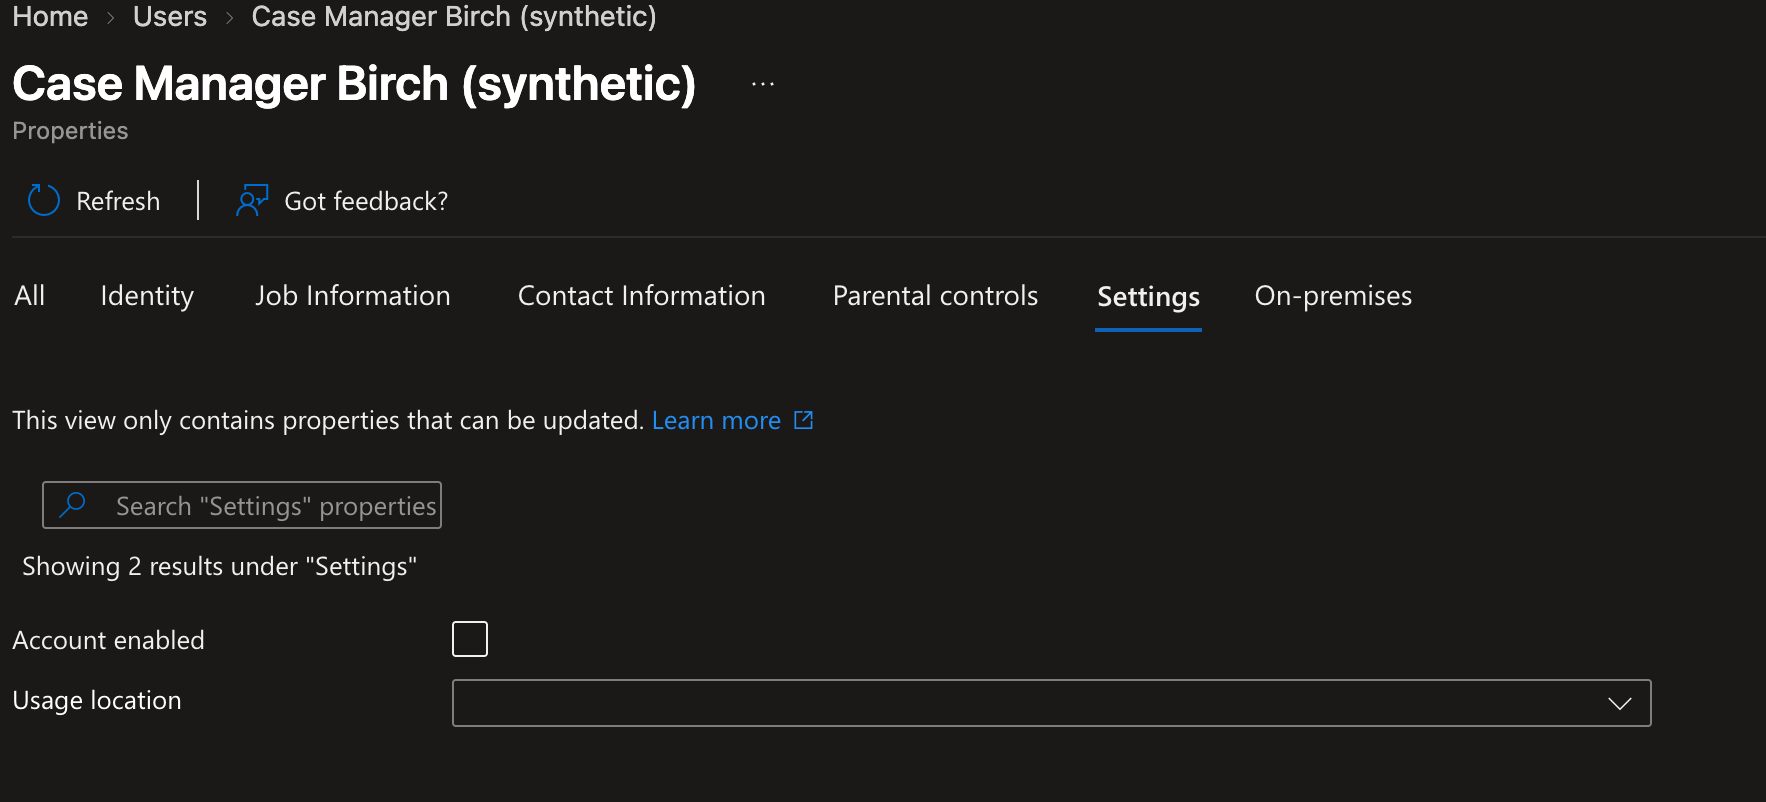 Home > Users > Case Manager Birch (synthetic)
Case Manager Birch (synthetic) ...
Properties
Refresh | Got feedback?
All Identity Job Information Contact Information Parental controls Settings On-premises
This view only contains properties that can be updated. Learn more
Search "Settings" properties
Showing 2 results under "Settings"
Account enabled
Usage location